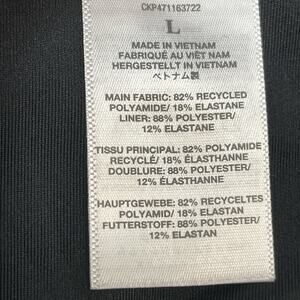 CKP471163722
L
MADE IN VIETNAM
FABRIQUÉ AU VIÊT NAM
HERGESTELLT IN VIETNAM
ベトナム製
MAIN FABRIC: 82% RECYCLED
POLYAMIDE/ 18% ELASTANE
LINER: 88% POLYESTER/
12% ELASTANE
TISSU PRINCIPAL: 82% POLYAMIDE
RECYCLÉ/ 18% ÉLASTHANNE
DOUBLURE: 88% POLYESTER/
12% ÉLASTHANNE
HAUPTGEWEBE: 82% RECYCELTES
POLYAMID/ 18% ELASTAN
FUTTERSTOFF: 88% POLYESTER/
12% ELASTAN